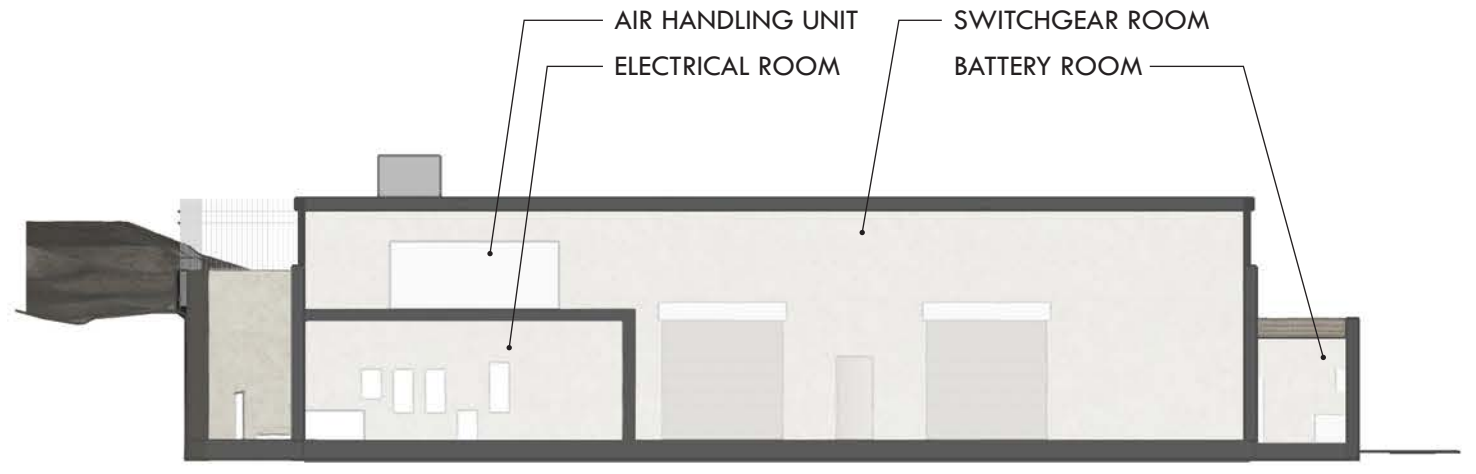 AIR HANDLING UNIT
ELECTRICAL ROOM
SWITCHGEAR ROOM
BATTERY ROOM